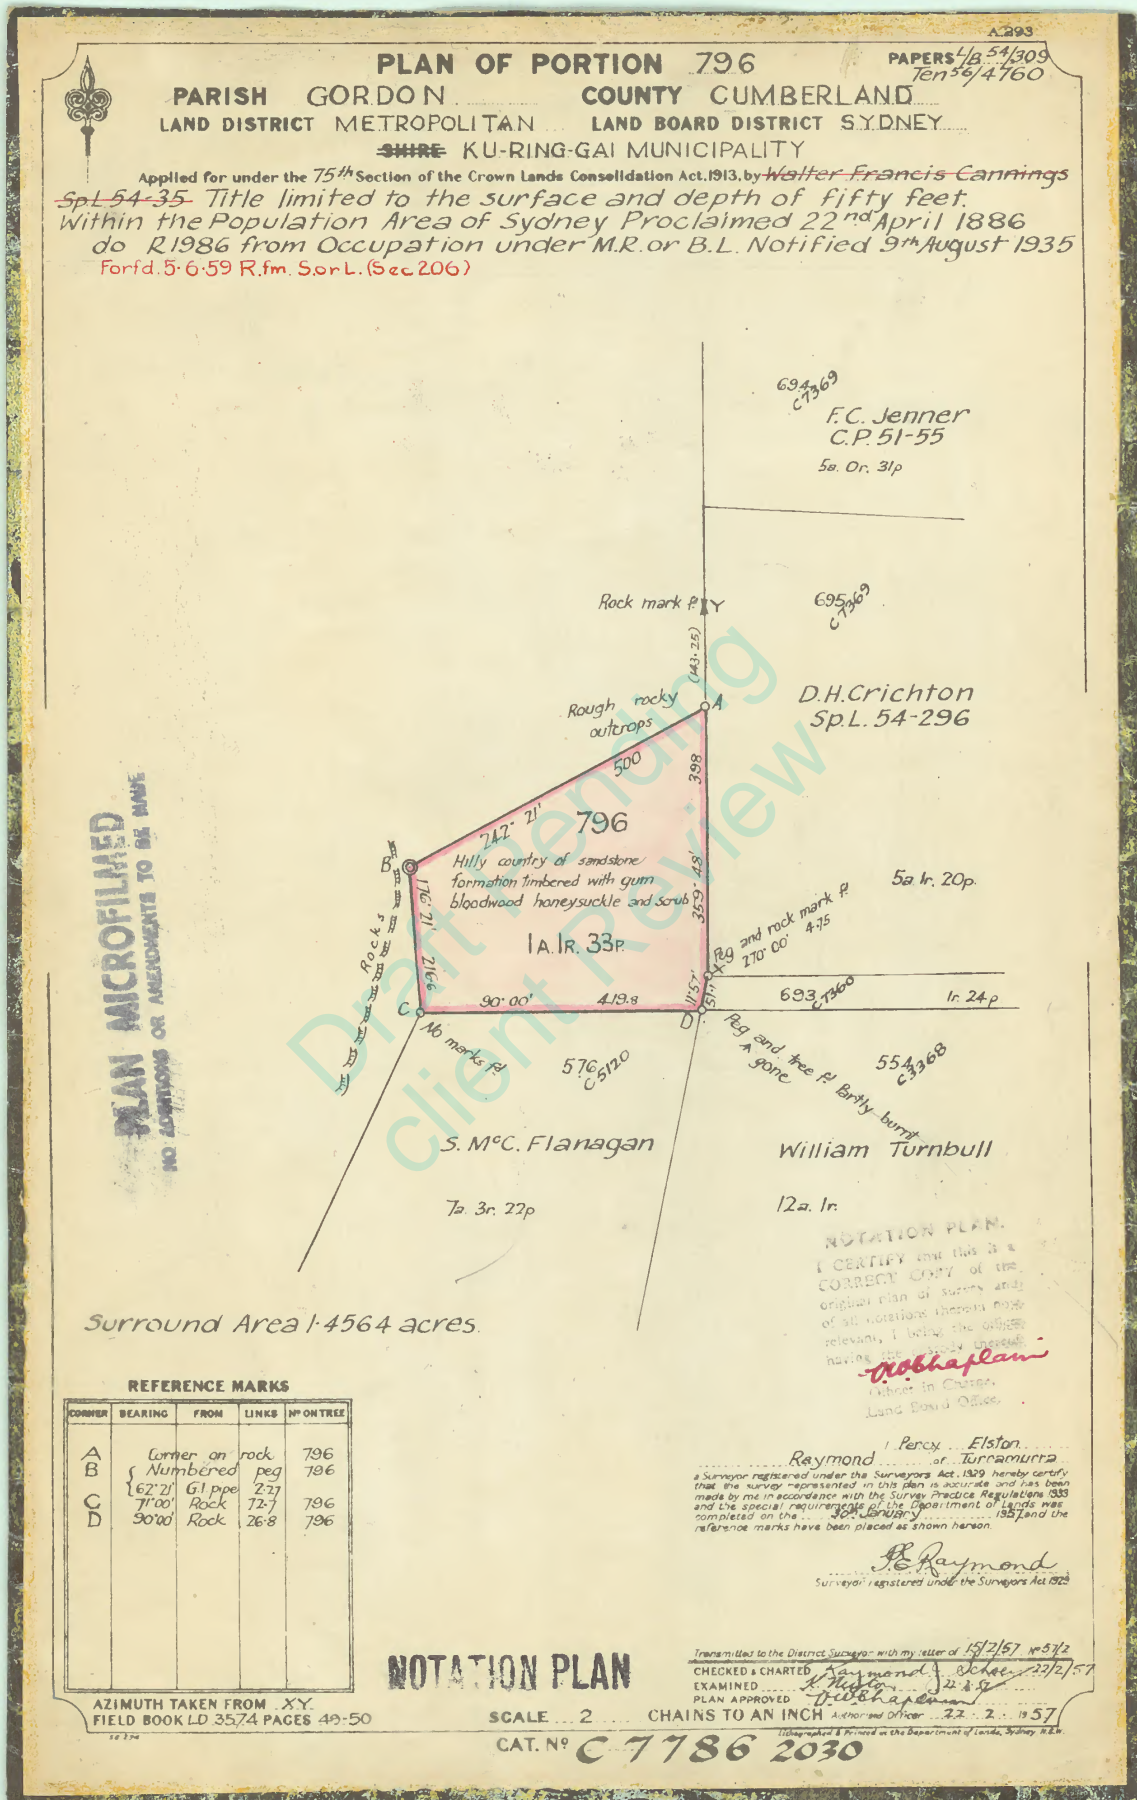 A.293
PLAN OF PORTION 796
PAPERS L/B 54/309
Ten 56/4760
PARISH GORDON COUNTY CUMBERLAND
LAND DISTRICT METROPOLITAN LAND BOARD DISTRICT SYDNEY
SHIRE KU-RING-GAI MUNICIPALITY
Applied for under the 75th Section of the Crown Lands Consolidation Act, 1913, by Walter Francis Cannings
Sp.L 54-35 Title limited to the surface and depth of fifty feet.
Within the Population Area of Sydney Proclaimed 22nd April 1886
do R1986 from Occupation under M.R. or B.L. Notified 9th August 1935
Forfd. 5·6·59 R.fm. S.or L. (Sec 206)
694
C7369
F.C. Jenner
C.P. 51-55
5a. 0r. 31p
Rock mark fd Y
695
C7369
(143·25)
D.H. Crichton
Sp.L. 54-296
Rough rocky
outcrops
A
500
398
242° 21'
796
B
Hilly country of sandstone
formation timbered with gum
bloodwood honeysuckle and scrub
176° 21'
216·6
359° 48'
5a. 1r. 20p.
Rocks
1A. 1R. 33P.
Peg and rock mark fd
270° 00' 4·75
X
11° 57'
51·1
693
C7360
1r. 24p
C
90° 00' 419·8
D
No marks fd
576
C5120
Peg and tree fd Partly burnt
A gone
554
C3368
S. McC. Flanagan
William Turnbull
7a. 3r. 22p
12a. 1r.
PLAN MICROFILMED
NO ADDITIONS OR AMENDMENTS TO BE MADE
Draft Pending
Client Review
NOTATION PLAN.
I CERTIFY that this is a
CORRECT COPY of the
original plan of survey and
of all notations thereon now
relevant, I being the officer
having the custody thereof
Officer in Charge,
Land Board Office,
Surround Area 1·4564 acres.
REFERENCE MARKS
CORNER BEARING FROM LINKS No ON TREE
A Corner on rock 796
B Numbered peg 796
62° 21' G.I. pipe 2·27
C 71° 00' Rock 72·7 796
D 90° 00' Rock 26·8 796
AZIMUTH TAKEN FROM XY
FIELD BOOK LD 3574 PAGES 49-50
I Percy Elston
Raymond of Turramurra
a Surveyor registered under the Surveyors Act, 1929 hereby certify
that the survey represented in this plan is accurate and has been
made by me in accordance with the Survey Practice Regulations 1933
and the special requirements of the Department of Lands was
completed on the 30th January 1957 and the
reference marks have been placed as shown hereon.
P E Raymond
Surveyor registered under the Surveyors Act 1929
Transmitted to the District Surveyor with my letter of 15/2/57 No 57/2
CHECKED & CHARTED Raymond J. 22/2/57
EXAMINED
PLAN APPROVED Authorised Officer 22 . 2 . 1957
NOTATION PLAN
SCALE 2 CHAINS TO AN INCH
Lithographed & Printed in the Department of Lands, Sydney N.S.W.
CAT. No C 7786 2030